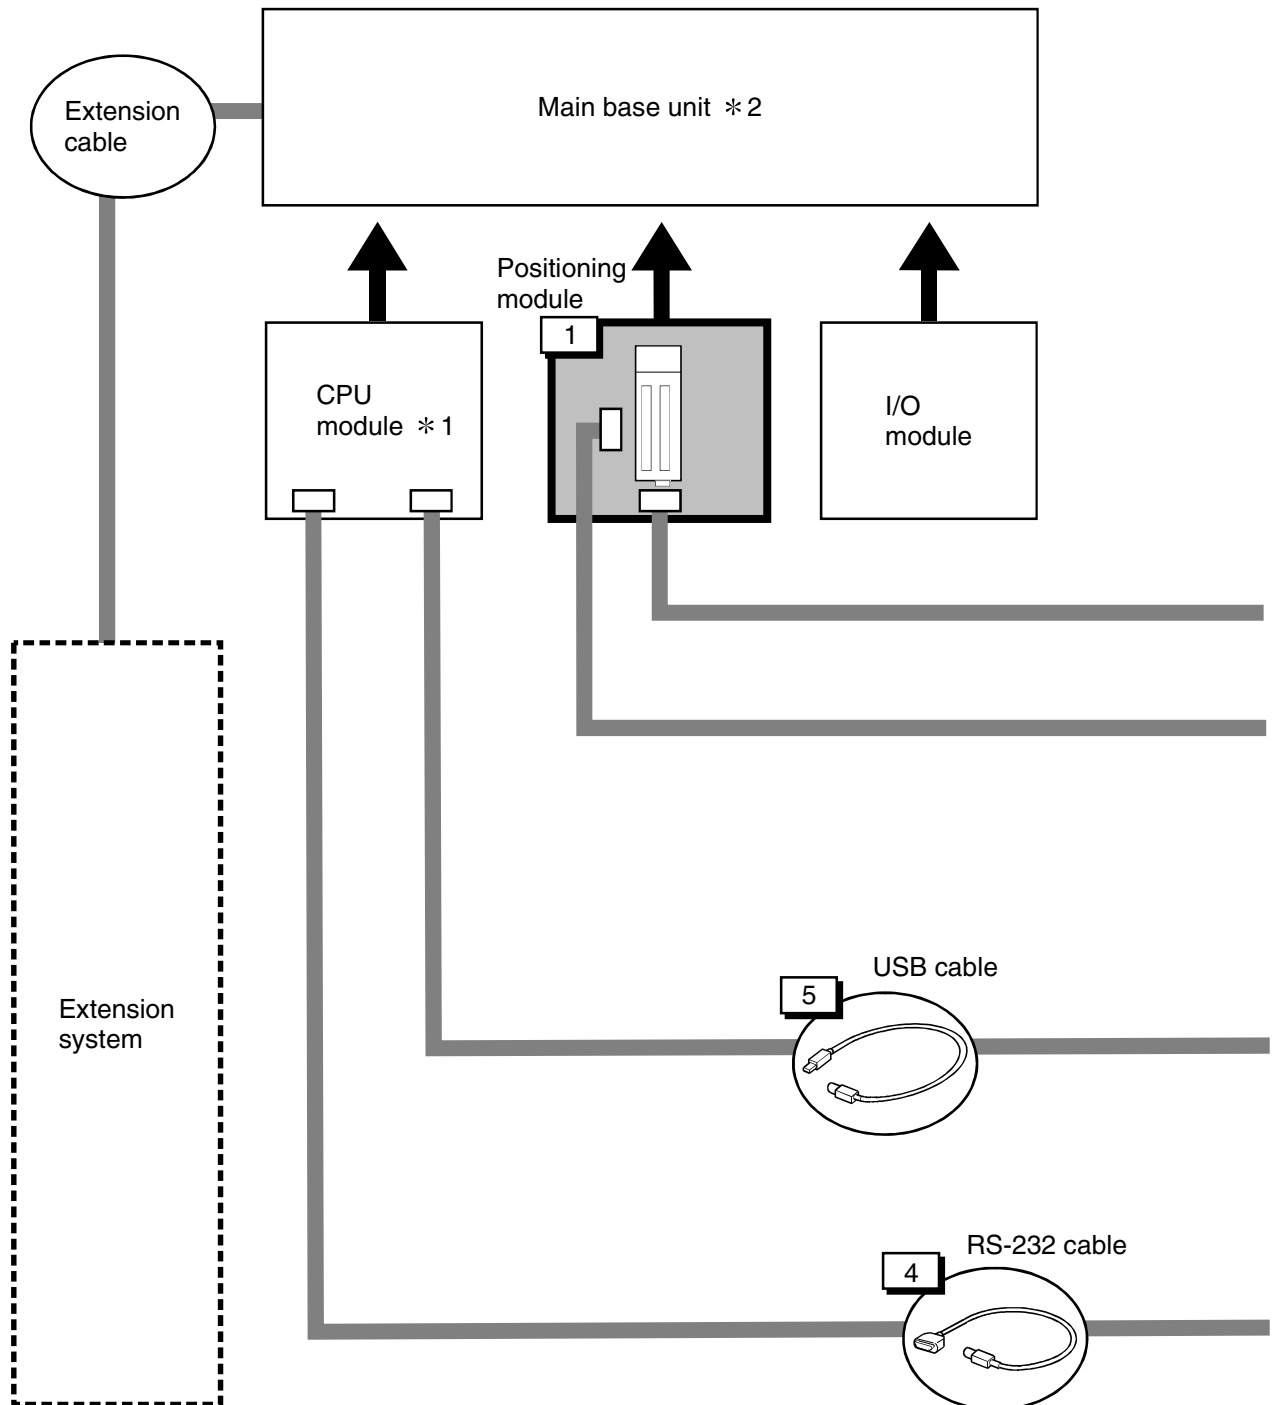 Main base unit ＊2
Extension
cable
Positioning
module
1
CPU
module ＊1
I/O
module
USB cable
5
Extension
system
RS-232 cable
4